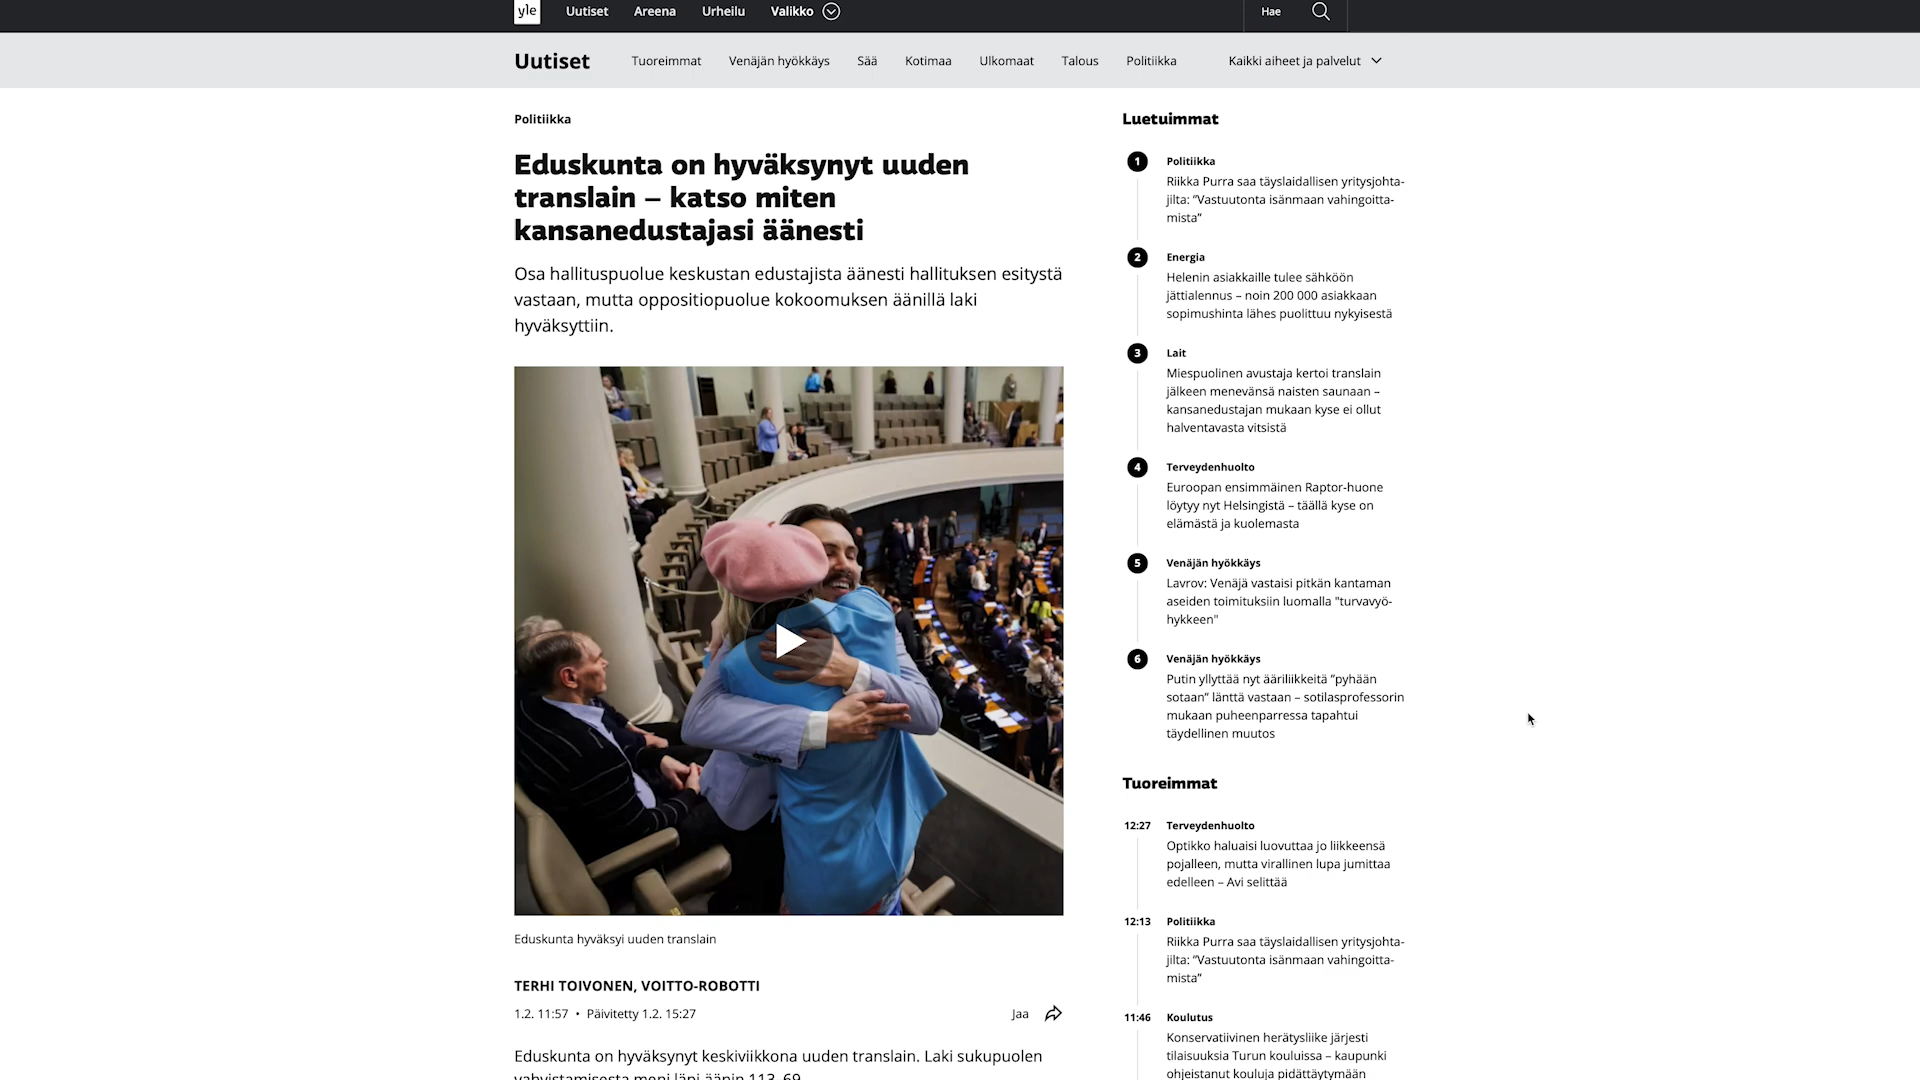 yle
Uutiset
Areena
Urheilu
Valikko
Hae
Uutiset
Tuoreimmat
Venäjän hyökkäys
Sää
Kotimaa
Ulkomaat
Talous
Politiikka
Kaikki aiheet ja palvelut
Politiikka
Eduskunta on hyväksynyt uuden
translain – katso miten
kansanedustajasi äänesti
Osa hallituspuolue keskustan edustajista äänesti hallituksen esitystä
vastaan, mutta oppositiopuolue kokoomuksen äänillä laki
hyväksyttiin.
Eduskunta hyväksyi uuden translain
TERHI TOIVONEN, VOITTO-ROBOTTI
1.2. 11:57 • Päivitetty 1.2. 15:27
Jaa
Eduskunta on hyväksynyt keskiviikkona uuden translain. Laki sukupuolen
vahvistamisesta meni läpi äänin 113–69.
Luetuimmat
1
Politiikka
Riikka Purra saa täyslaidallisen yritysjohta-
jilta: ”Vastuutonta isänmaan vahingoitta-
mista”
2
Energia
Helenin asiakkaille tulee sähköön
jättialennus – noin 200 000 asiakkaan
sopimushinta lähes puolittuu nykyisestä
3
Lait
Miespuolinen avustaja kertoi translain
jälkeen menevänsä naisten saunaan –
kansanedustajan mukaan kyse ei ollut
halventavasta vitsistä
4
Terveydenhuolto
Euroopan ensimmäinen Raptor-huone
löytyy nyt Helsingistä – täällä kyse on
elämästä ja kuolemasta
5
Venäjän hyökkäys
Lavrov: Venäjä vastaisi pitkän kantaman
aseiden toimituksiin luomalla "turvavyö-
hykkeen"
6
Venäjän hyökkäys
Putin yllyttää nyt ääriliikkeitä ”pyhään
sotaan” länttä vastaan – sotilasprofessorin
mukaan puheenparressa tapahtui
täydellinen muutos
Tuoreimmat
12:27
Terveydenhuolto
Optikko haluaisi luovuttaa jo liikkeensä
pojalleen, mutta virallinen lupa jumittaa
edelleen – Avi selittää
12:13
Politiikka
Riikka Purra saa täyslaidallisen yritysjohta-
jilta: ”Vastuutonta isänmaan vahingoitta-
mista”
11:46
Koulutus
Konservatiivinen herätysliike järjesti
tilaisuuksia Turun kouluissa – kaupunki
ohjeistanut kouluja pidättäytymään